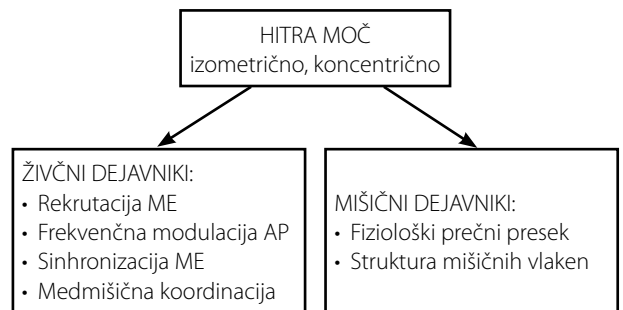 HITRA MOČ
izometrično, koncentrično
ŽIVČNI DEJAVNIKI:
• Rekrutacija ME
• Frekvenčna modulacija AP
• Sinhronizacija ME
• Medmišična koordinacija
MIŠIČNI DEJAVNIKI:
• Fiziološki prečni presek
• Struktura mišičnih vlaken